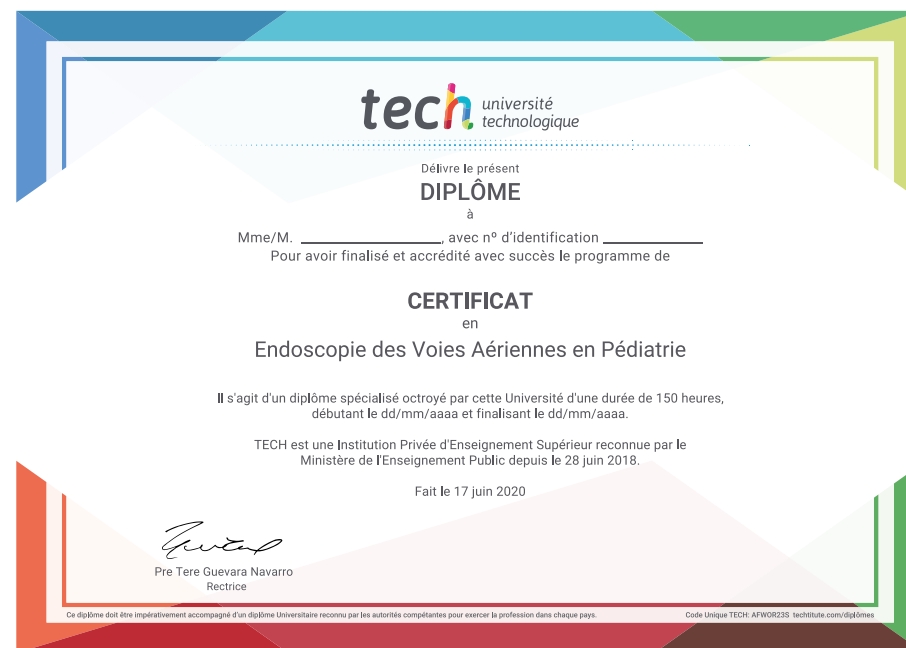 tech université
technologique
Délivre le présent
DIPLÔME
à
Mme/M. ____________________, avec nº d'identification ______________
Pour avoir finalisé et accrédité avec succès le programme de
CERTIFICAT
en
Endoscopie des Voies Aériennes en Pédiatrie
Il s'agit d'un diplôme spécialisé octroyé par cette Université d'une durée de 150 heures,
débutant le dd/mm/aaaa et finalisant le dd/mm/aaaa.
TECH est une Institution Privée d'Enseignement Supérieur reconnue par le
Ministère de l'Enseignement Public depuis le 28 juin 2018.
Fait le 17 juin 2020
Pre Tere Guevara Navarro
Rectrice
Ce diplôme doit être impérativement accompagné d'un diplôme Universitaire reconnu par les autorités compétentes pour exercer la profession dans chaque pays.
Code Unique TECH: AFWOR23S techtitute.com/diplômes